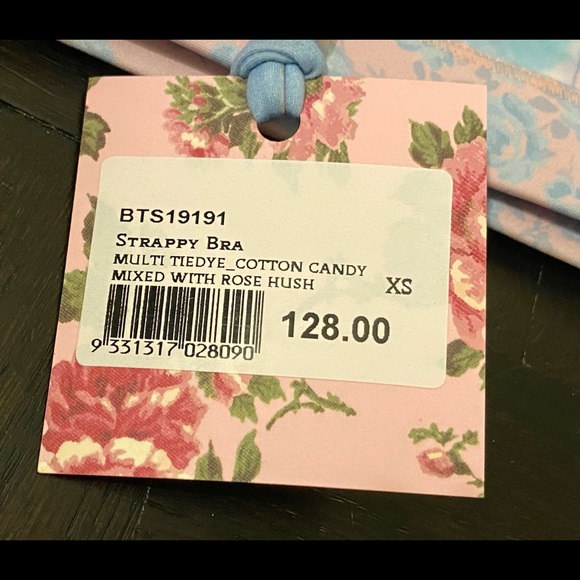 BTS19191
STRAPPY BRA
MULTI TIEDYE_COTTON CANDY
MIXED WITH ROSE HUSH
XS
128.00
9 331317 028090